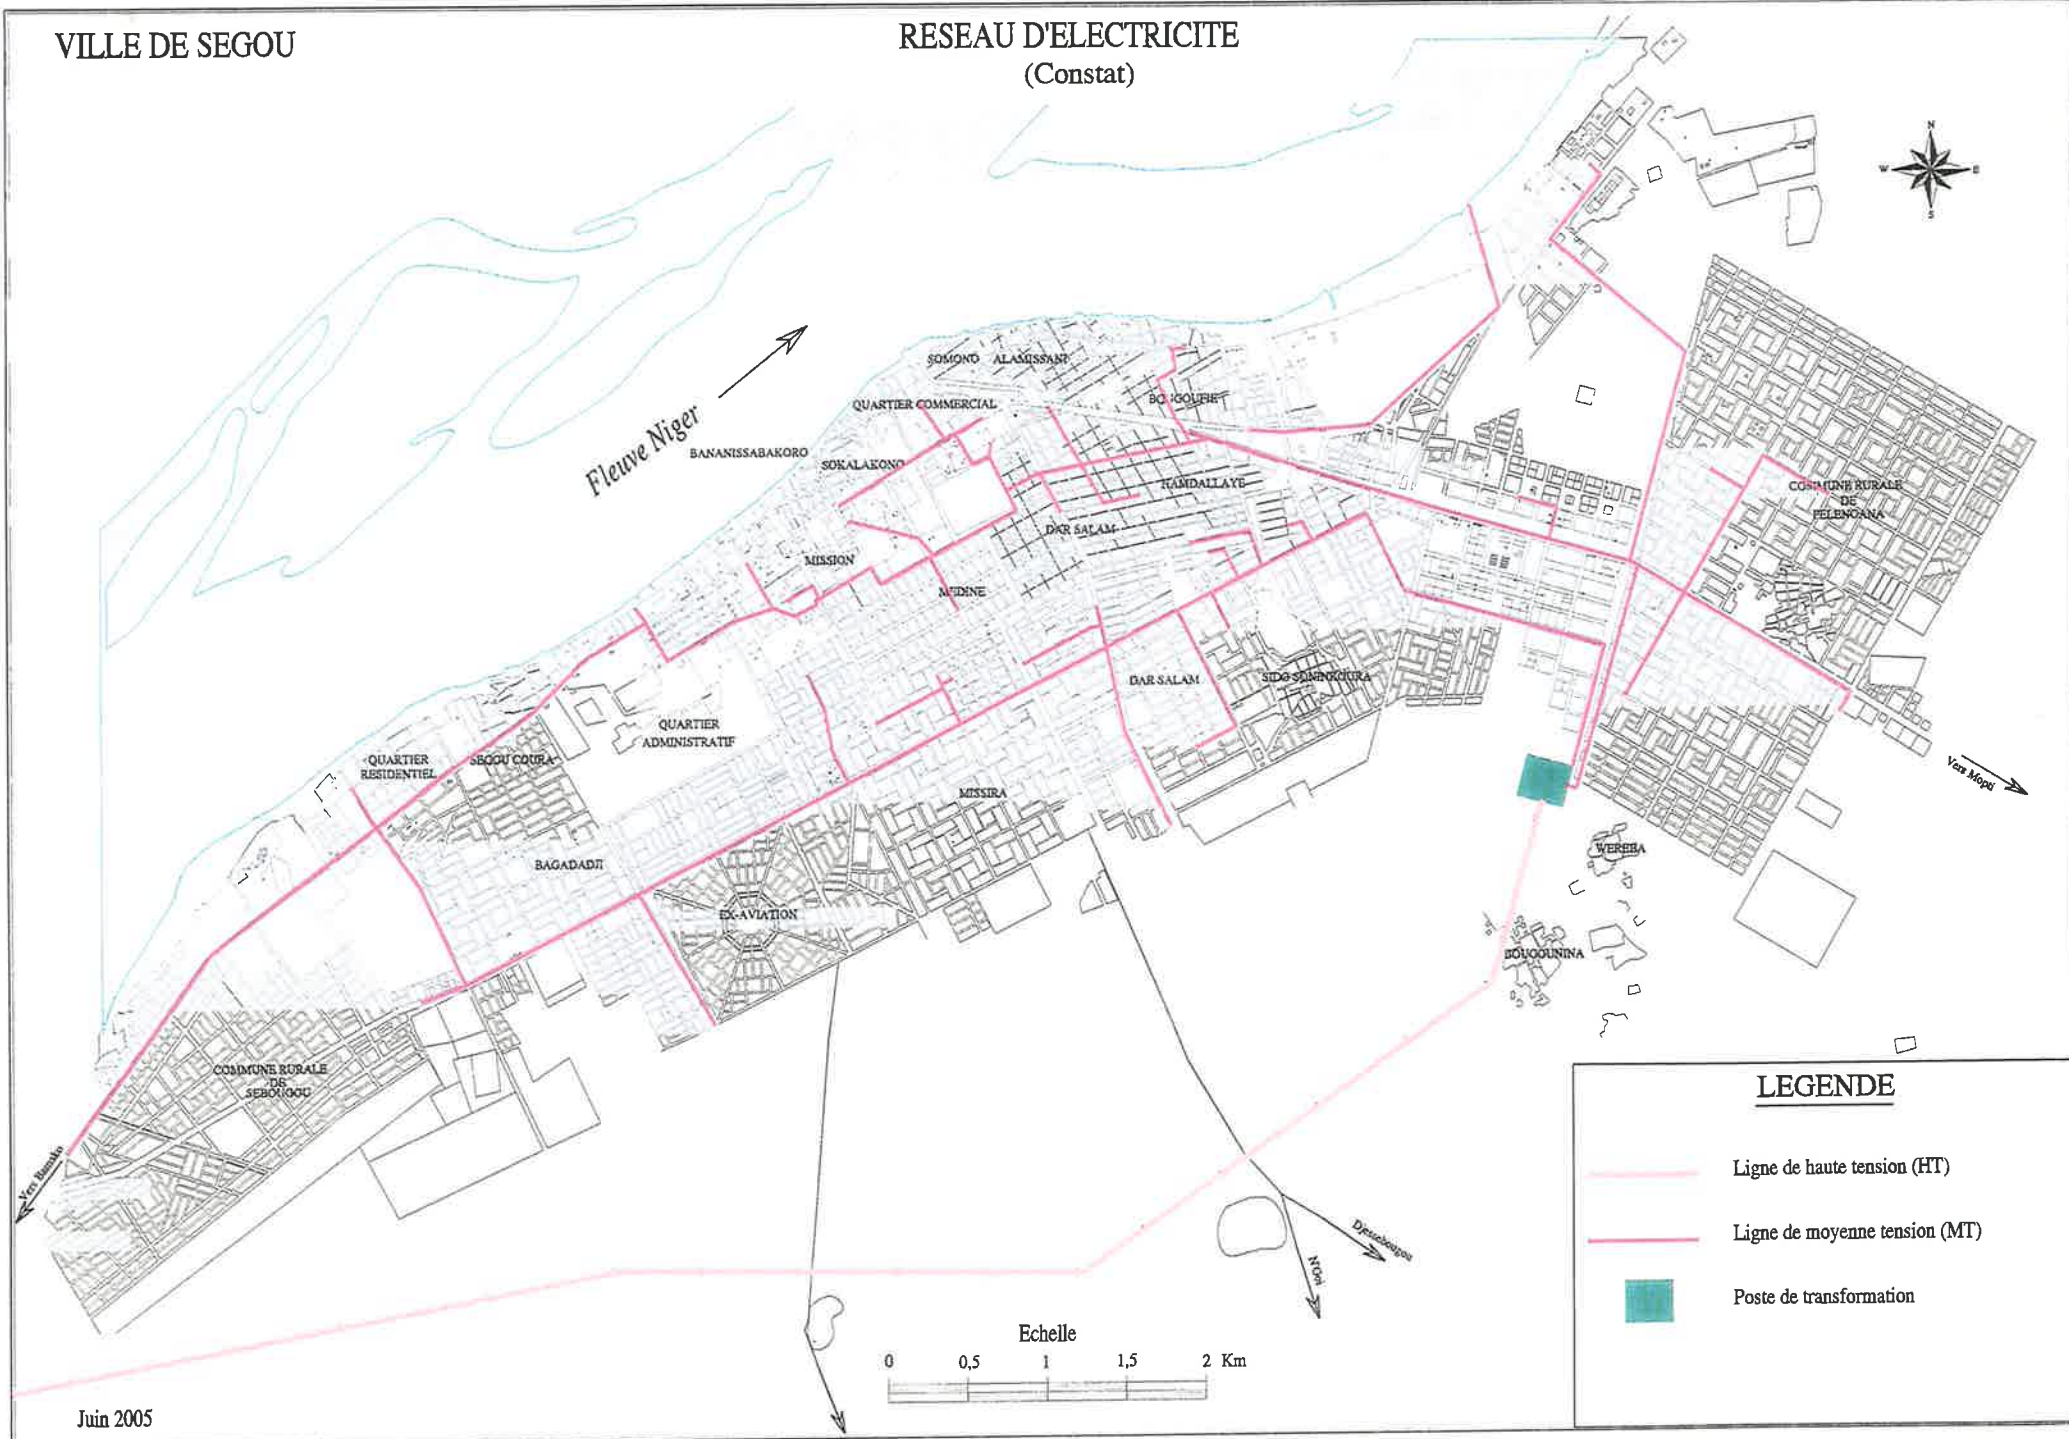 VILLE DE SEGOU
RESEAU D'ELECTRICITE
(Constat)
N
W
E
S
SOMONO
ALAMISSANI
QUARTIER COMMERCIAL
Fleuve Niger
BANANISSABAKORO
SOKALAKONO
HAMDALLAYE
COMMUNE RURALE
DE
PELENGANA
DAR SALAM
MISSION
MEDINE
DAR SALAM
SIDO SONINKOURA
QUARTIER
ADMINISTRATIF
QUARTIER
RESIDENTIEL
SEGOU COURA
Vers Mopti
MISSIRA
WEREBA
BAGADADJI
EX-AVIATION
BOUGOUNINA
COMMUNE RURALE
DE
SEBOUGOU
Vers Bamako
Djessebougou
N'Goi
LEGENDE
Ligne de haute tension (HT)
Ligne de moyenne tension (MT)
Poste de transformation
Echelle
0 0,5 1 1,5 2 Km
Juin 2005